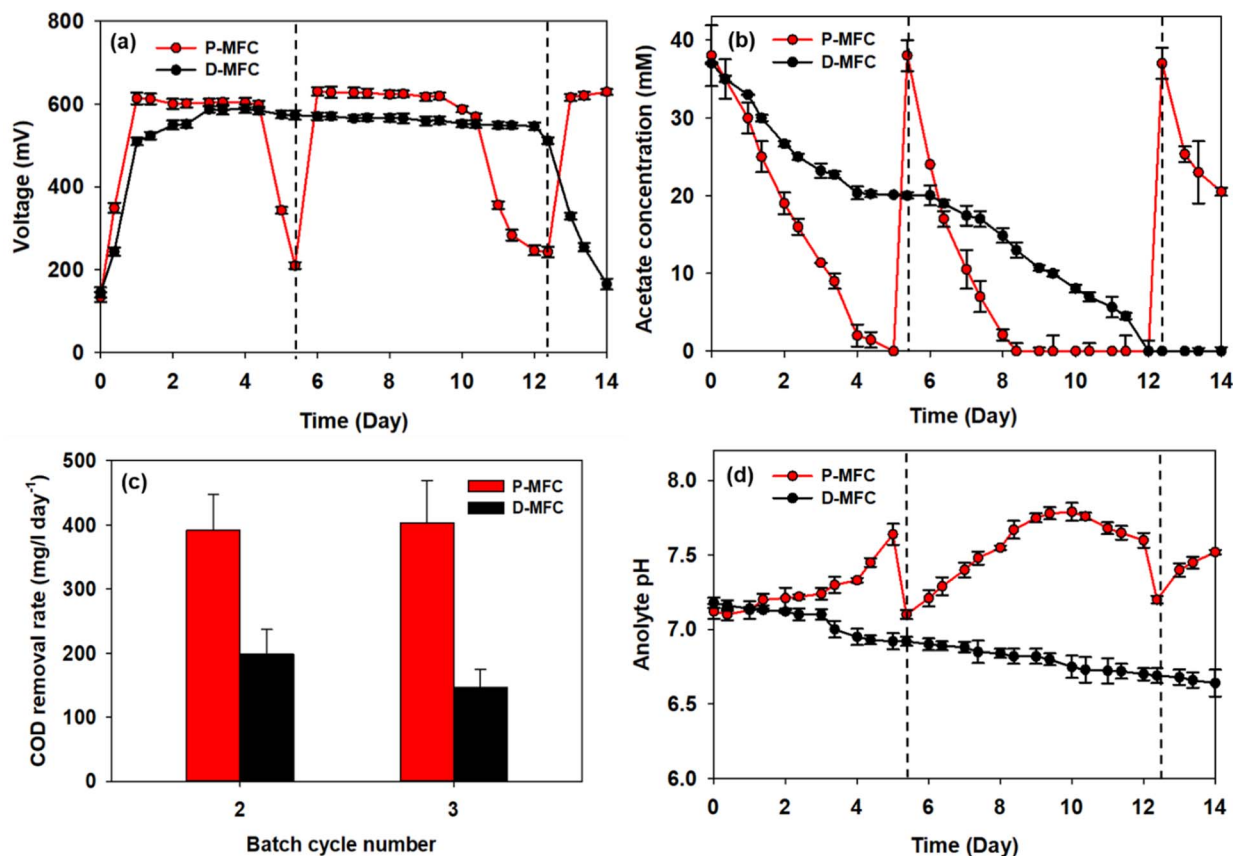 (a)
P-MFC
D-MFC
Voltage (mV)
800
600
400
200
0
0 2 4 6 8 10 12 14
Time (Day)
(b)
P-MFC
D-MFC
Acetate concentration (mM)
40
30
20
10
0
0 2 4 6 8 10 12 14
Time (Day)
(c)
P-MFC
D-MFC
COD removal rate (mg/l day⁻¹)
500
400
300
200
100
0
2 3
Batch cycle number
(d)
P-MFC
D-MFC
Anolyte pH
8.0
7.5
7.0
6.5
6.0
0 2 4 6 8 10 12 14
Time (Day)